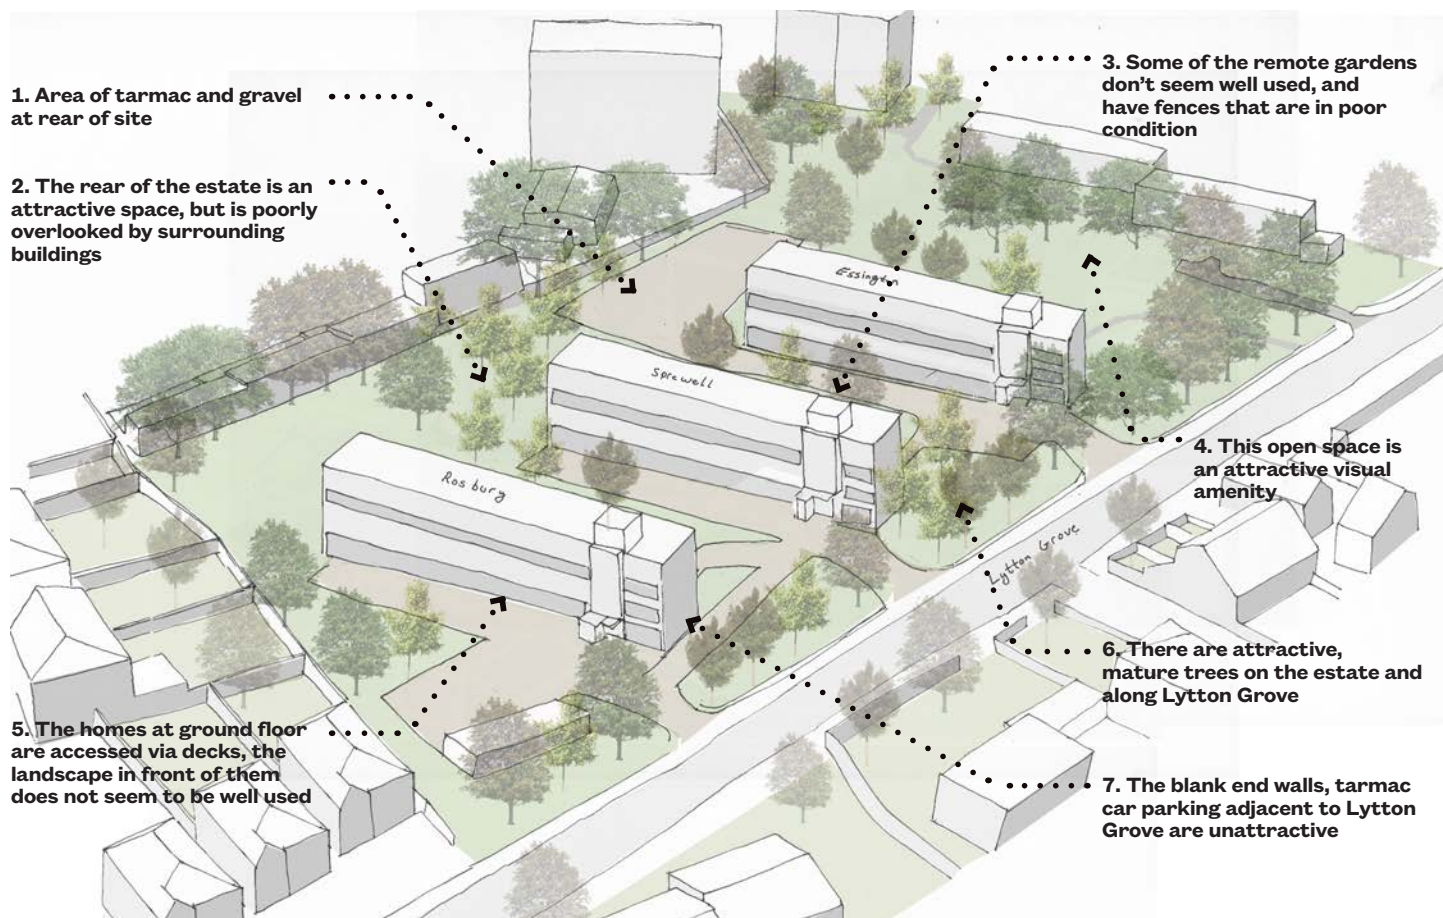 1. Area of tarmac and gravel
at rear of site
2. The rear of the estate is an
attractive space, but is poorly
overlooked by surrounding
buildings
3. Some of the remote gardens
don't seem well used, and
have fences that are in poor
condition
Essington
Sprewell
Rosburg
4. This open space is
an attractive visual
amenity
Lytton Grove
5. The homes at ground floor
are accessed via decks, the
landscape in front of them
does not seem to be well used
6. There are attractive,
mature trees on the estate and
along Lytton Grove
7. The blank end walls, tarmac
car parking adjacent to Lytton
Grove are unattractive